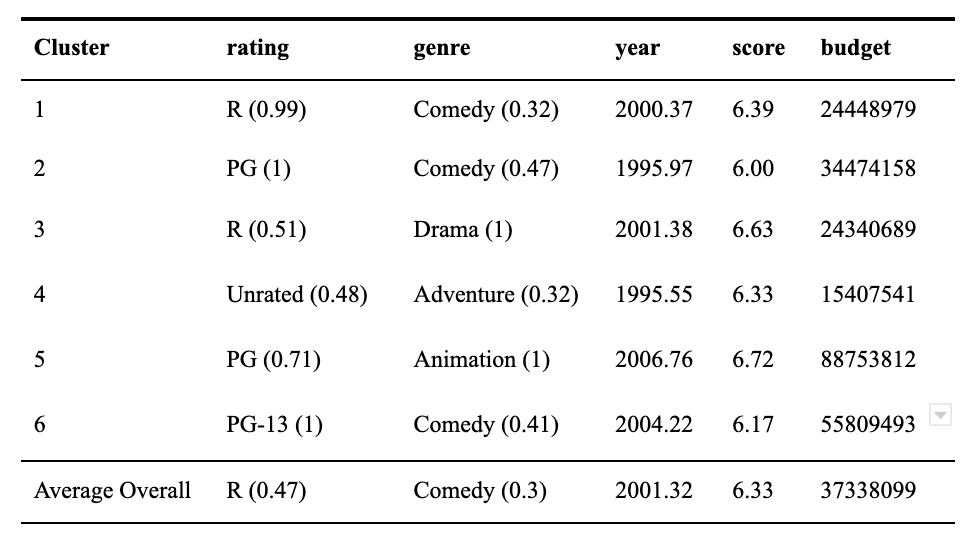 Cluster rating genre year score budget
1 R (0.99) Comedy (0.32) 2000.37 6.39 24448979
2 PG (1) Comedy (0.47) 1995.97 6.00 34474158
3 R (0.51) Drama (1) 2001.38 6.63 24340689
4 Unrated (0.48) Adventure (0.32) 1995.55 6.33 15407541
5 PG (0.71) Animation (1) 2006.76 6.72 88753812
6 PG-13 (1) Comedy (0.41) 2004.22 6.17 55809493
Average Overall R (0.47) Comedy (0.3) 2001.32 6.33 37338099